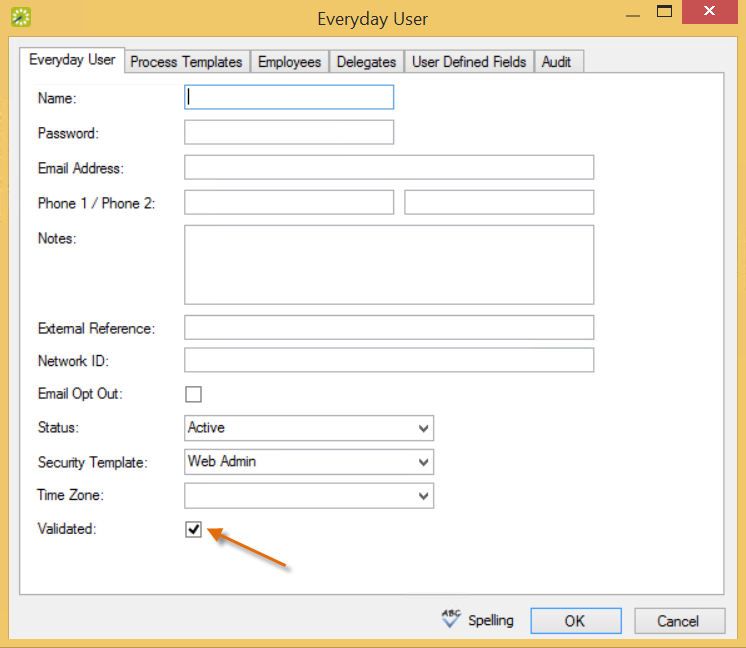 Everyday User
Everyday User Process Templates Employees Delegates User Defined Fields Audit
Name:
Password:
Email Address:
Phone 1 / Phone 2:
Notes:
External Reference:
Network ID:
Email Opt Out:
Status: Active
Security Template: Web Admin
Time Zone:
Validated:
ABC Spelling OK Cancel